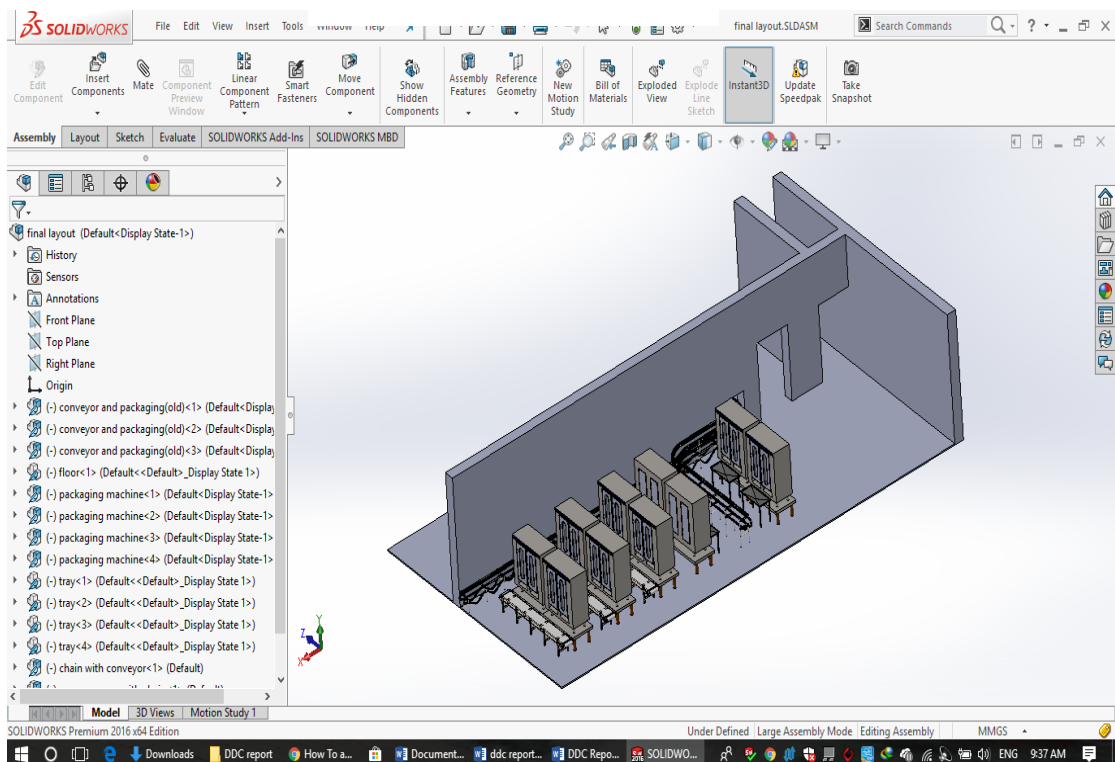 SOLIDWORKS File Edit View Insert Tools Window Help final layout.SLDASM Search Commands ?
Edit Component
Insert Components
Mate
Component Preview Window
Linear Component Pattern
Smart Fasteners
Move Component
Show Hidden Components
Assembly Features
Reference Geometry
New Motion Study
Bill of Materials
Exploded View
Explode Line Sketch
Instant3D
Update Speedpak
Take Snapshot
Assembly Layout Sketch Evaluate SOLIDWORKS Add-Ins SOLIDWORKS MBD
final layout (Default<Display State-1>)
History
Sensors
A Annotations
Front Plane
Top Plane
Right Plane
Origin
(-) conveyor and packaging(old)<1> (Default<Display
(-) conveyor and packaging(old)<2> (Default<Display
(-) conveyor and packaging(old)<3> (Default<Display
(-) floor<1> (Default<<Default>_Display State 1>)
(-) packaging machine<1> (Default<Display State-1>
(-) packaging machine<2> (Default<Display State-1>
(-) packaging machine<3> (Default<Display State-1>
(-) packaging machine<4> (Default<Display State-1>
(-) tray<1> (Default<<Default>_Display State 1>)
(-) tray<2> (Default<<Default>_Display State 1>)
(-) tray<3> (Default<<Default>_Display State 1>)
(-) tray<4> (Default<<Default>_Display State 1>)
(-) chain with conveyor<1> (Default)
Y
Z
X
Model 3D Views Motion Study 1
SOLIDWORKS Premium 2016 x64 Edition Under Defined Large Assembly Mode Editing Assembly MMGS
Downloads DDC report How To a... Document... ddc report... DDC Repo... SOLIDWO... ENG 9:37 AM